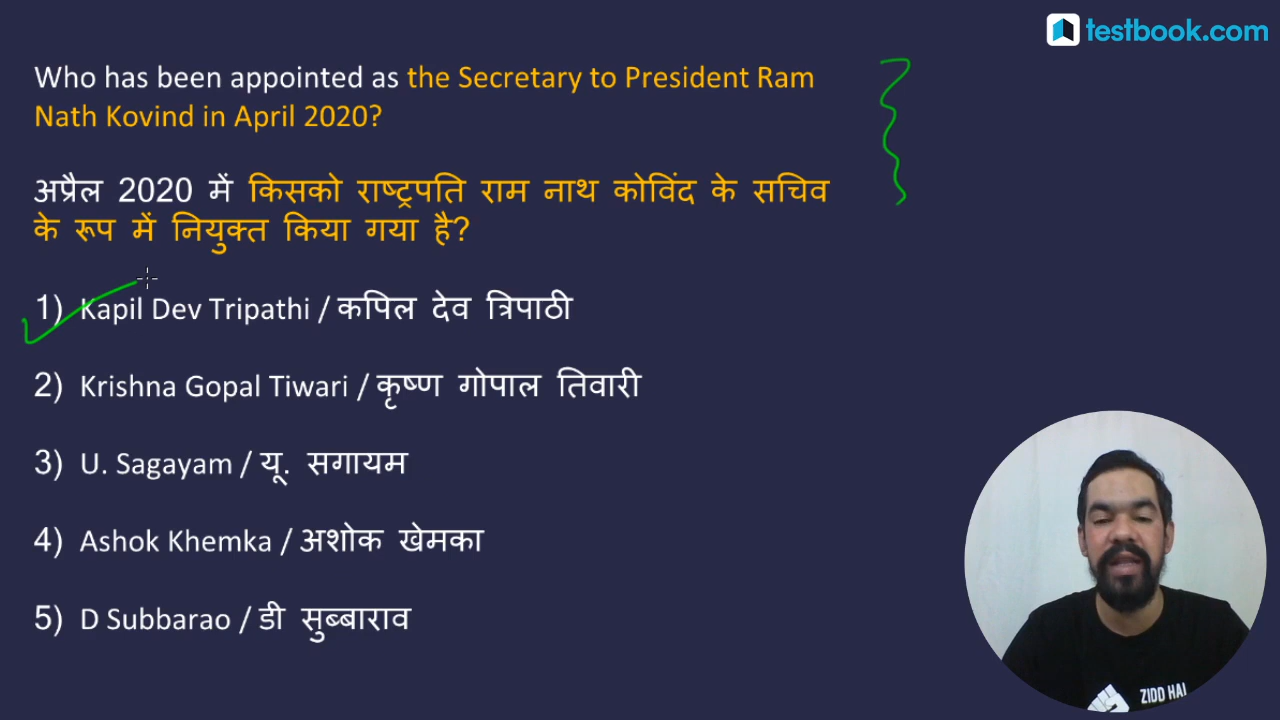 testbook.com
Who has been appointed as the Secretary to President Ram
Nath Kovind in April 2020?
अप्रैल 2020 में किसको राष्ट्रपति राम नाथ कोविंद के सचिव
के रूप में नियुक्त किया गया है?
1) Kapil Dev Tripathi / कपिल देव त्रिपाठी
2) Krishna Gopal Tiwari / कृष्ण गोपाल तिवारी
3) U. Sagayam / यू. सगायम
4) Ashok Khemka / अशोक खेमका
5) D Subbarao / डी सुब्बाराव
ZIDD HAI